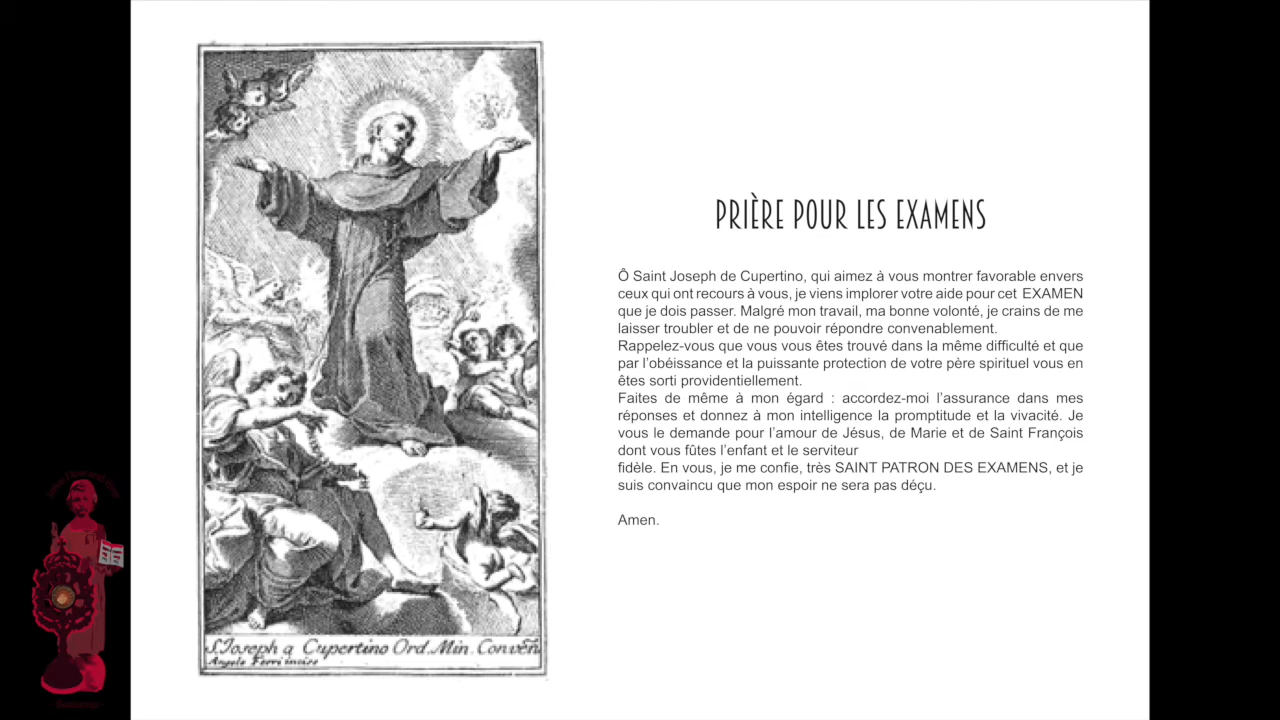 PRIÈRE POUR LES EXAMENS
Ô Saint Joseph de Cupertino, qui aimez à vous montrer favorable envers
ceux qui ont recours à vous, je viens implorer votre aide pour cet EXAMEN
que je dois passer. Malgré mon travail, ma bonne volonté, je crains de me
laisser troubler et de ne pouvoir répondre convenablement.
Rappelez-vous que vous vous êtes trouvé dans la même difficulté et que
par l'obéissance et la puissante protection de votre père spirituel vous en
êtes sorti providentiellement.
Faites de même à mon égard : accordez-moi l'assurance dans mes
réponses et donnez à mon intelligence la promptitude et la vivacité. Je
vous le demande pour l'amour de Jésus, de Marie et de Saint François
dont vous fûtes l'enfant et le serviteur
fidèle. En vous, je me confie, très SAINT PATRON DES EXAMENS, et je
suis convaincu que mon espoir ne sera pas déçu.
Amen.
S. Joseph a Cupertino Ord. Min. Conven̄
Angelo Ferri incise